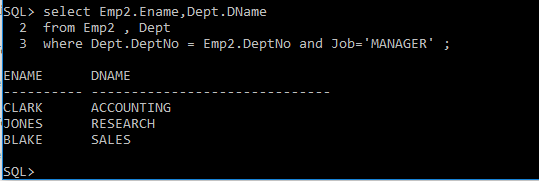 SQL> select Emp2.Ename,Dept.DName
2 from Emp2 , Dept
3 where Dept.DeptNo = Emp2.DeptNo and Job='MANAGER' ;
ENAME DNAME
---------- ------------------------------
CLARK ACCOUNTING
JONES RESEARCH
BLAKE SALES
SQL>